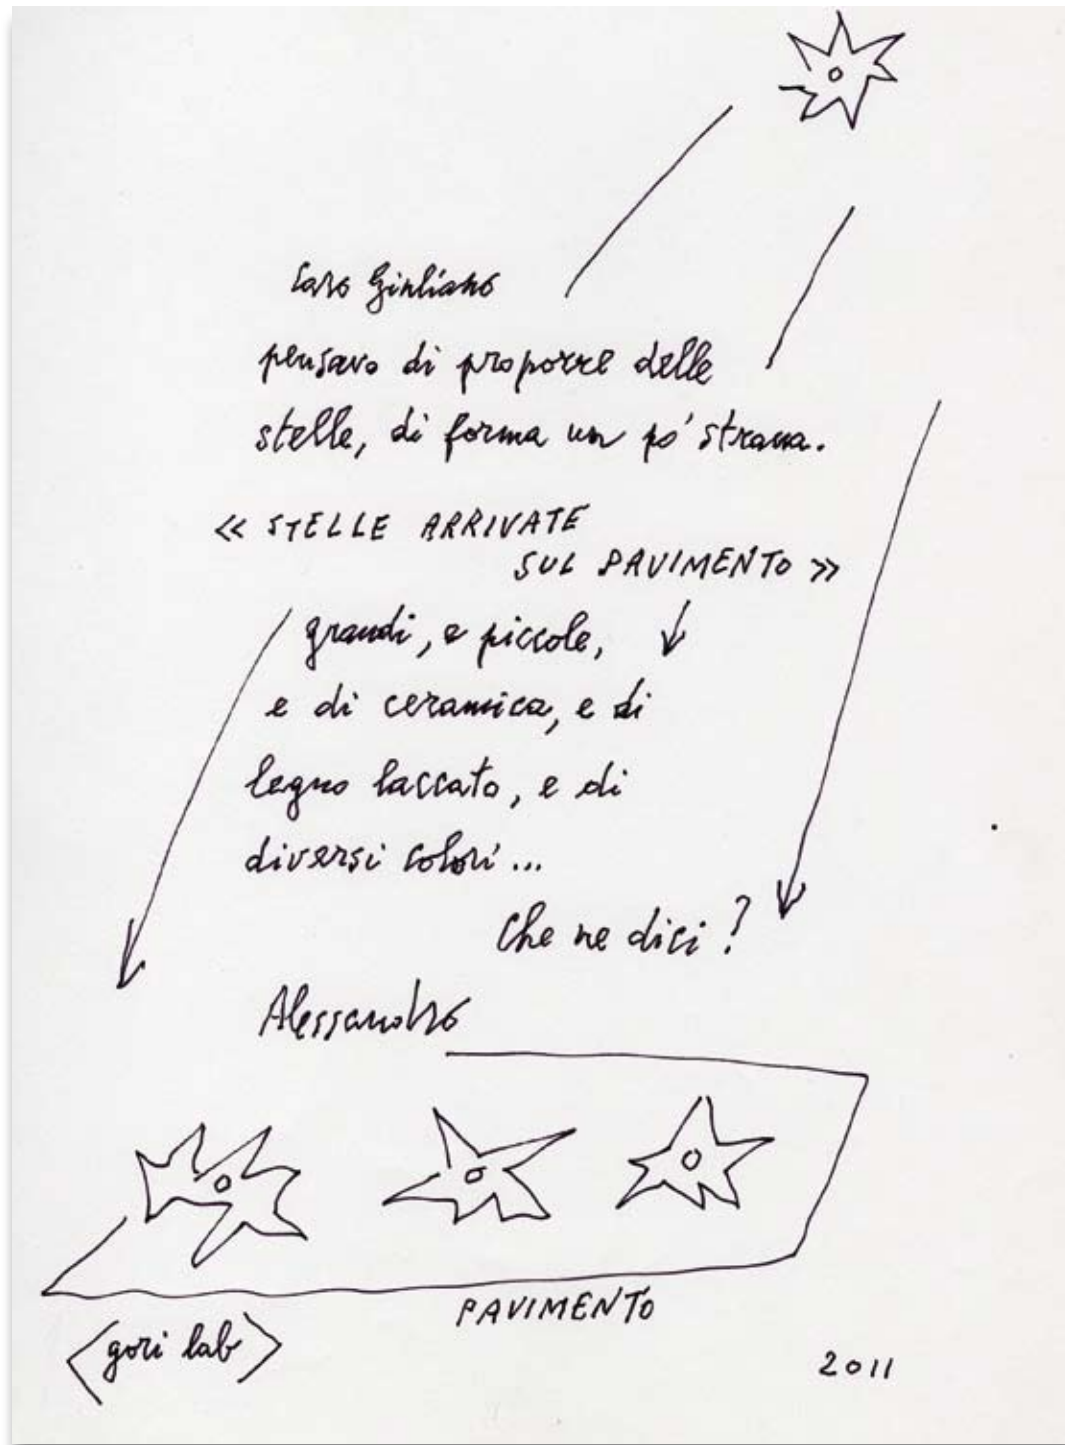 Caro Giuliano
pensavo di proporre delle
stelle, di forma un po' strana.
« STELLE ARRIVATE
SUL PAVIMENTO »
grandi, e piccole,
e di ceramica, e di
legno laccato, e di
diversi colori...
Che ne dici?
Alessandro
PAVIMENTO
<gori lab>
2011